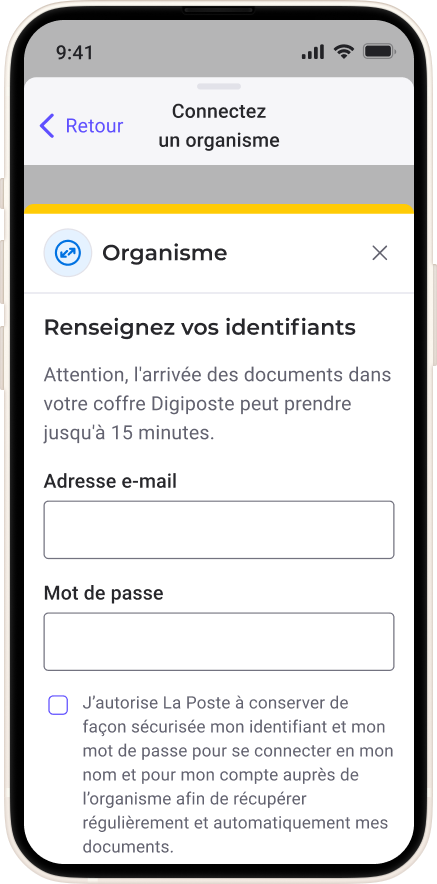 9:41
Retour
Connectez
un organisme
Organisme
Renseignez vos identifiants
Attention, l'arrivée des documents dans
votre coffre Digiposte peut prendre
jusqu'à 15 minutes.
Adresse e-mail
Mot de passe
J’autorise La Poste à conserver de
façon sécurisée mon identifiant et mon
mot de passe pour se connecter en mon
nom et pour mon compte auprès de
l’organisme afin de récupérer
régulièrement et automatiquement mes
documents.